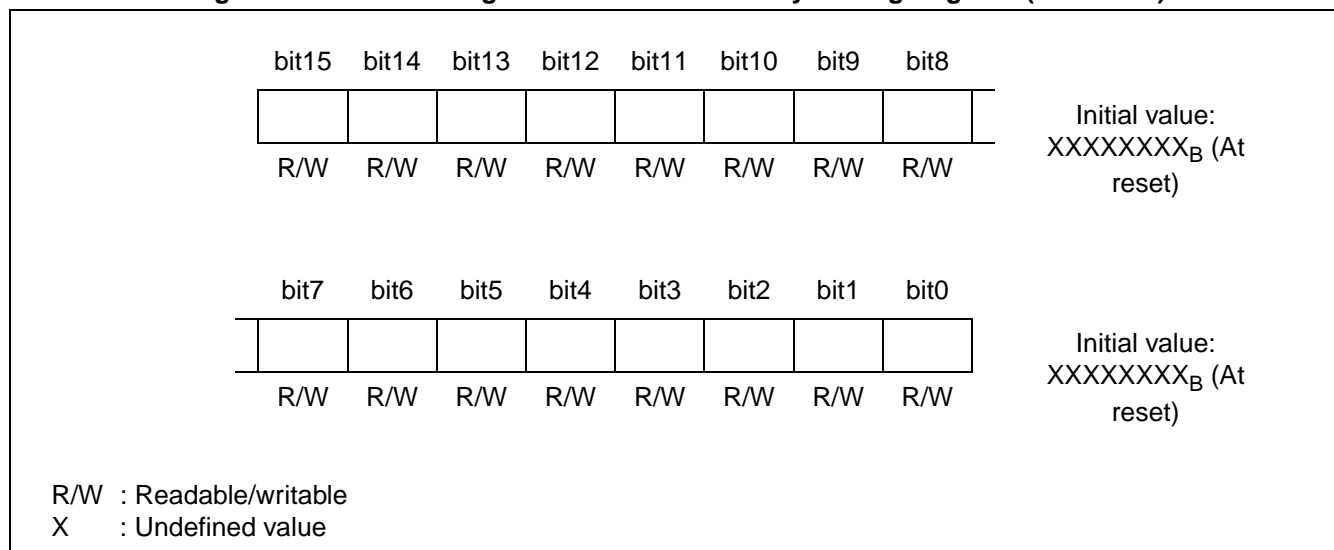 bit15 bit14 bit13 bit12 bit11 bit10 bit9 bit8
Initial value:
XXXXXXXXB (At
reset)
R/W R/W R/W R/W R/W R/W R/W R/W
bit7 bit6 bit5 bit4 bit3 bit2 bit1 bit0
Initial value:
XXXXXXXXB (At
reset)
R/W R/W R/W R/W R/W R/W R/W R/W
R/W : Readable/writable
X : Undefined value